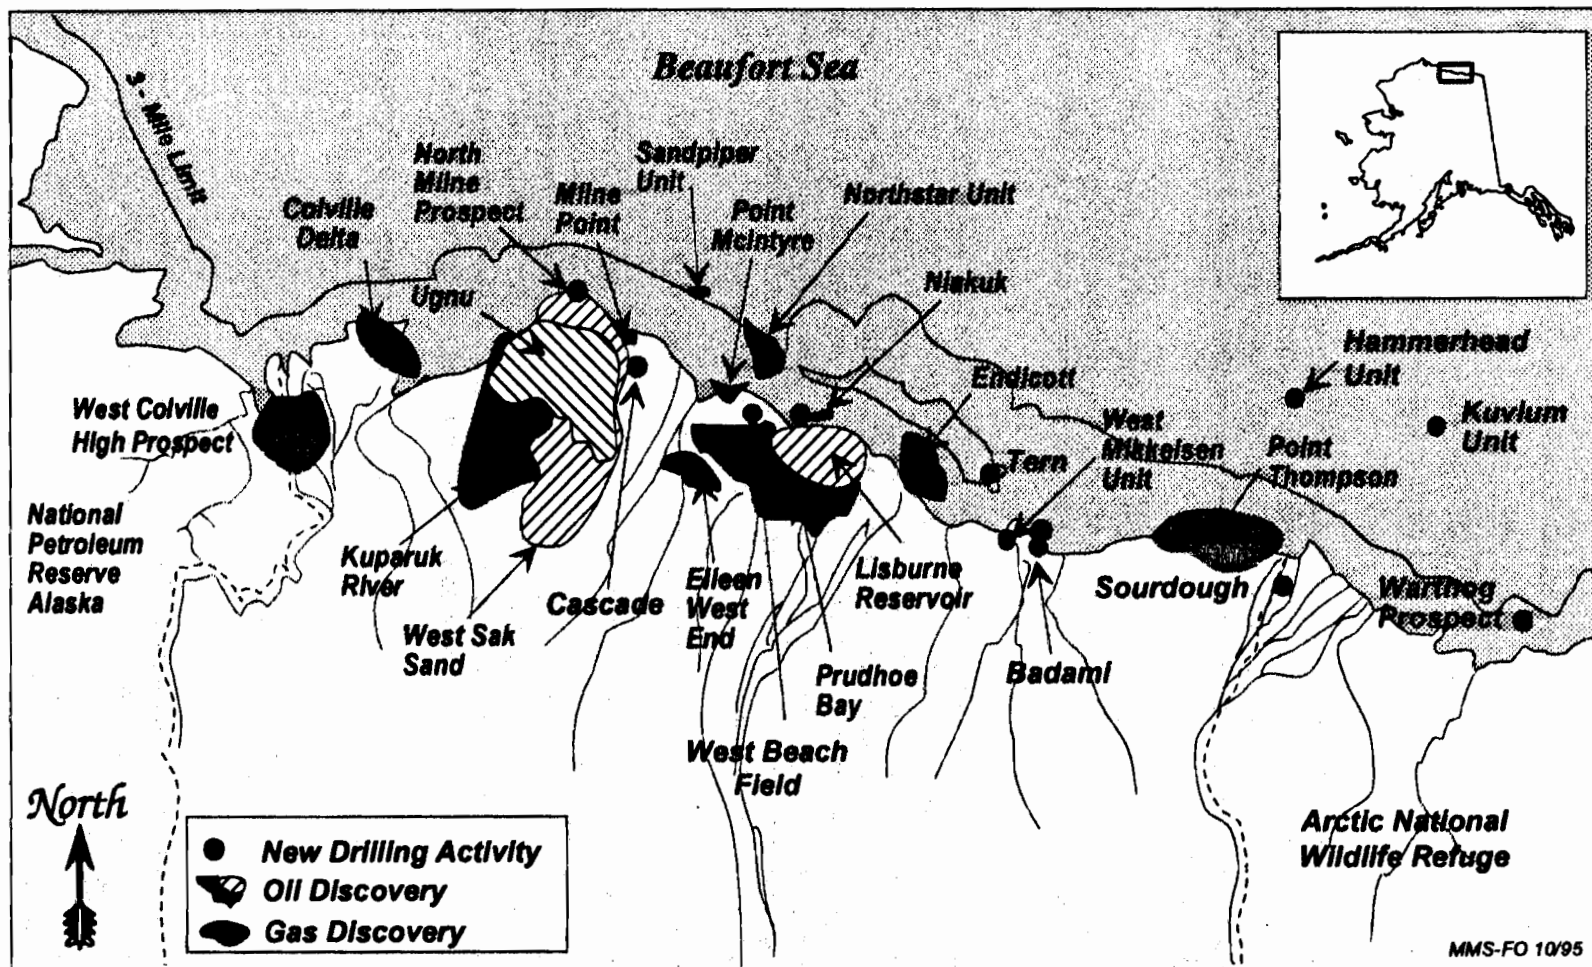 Beaufort Sea
3 - Mile Limit
North
Milne
Prospect
Milne
Point
Sandpiper
Unit
Point
McIntyre
Northstar Unit
Colville
Delta
Ugnu
Niakuk
Hammerhead
Unit
Kuvlum
Unit
Endicott
West
Mikkelsen
Unit
Tern
Point
Thompson
West Colville
High Prospect
National
Petroleum
Reserve
Alaska
Kuparuk
River
West Sak
Sand
Cascade
Eileen
West
End
Lisburne
Reservoir
Sourdough
Warthog
Prospect
Prudhoe
Bay
Badami
West Beach
Field
North
New Drilling Activity
Oil Discovery
Gas Discovery
Arctic National
Wildlife Refuge
MMS-FO 10/95